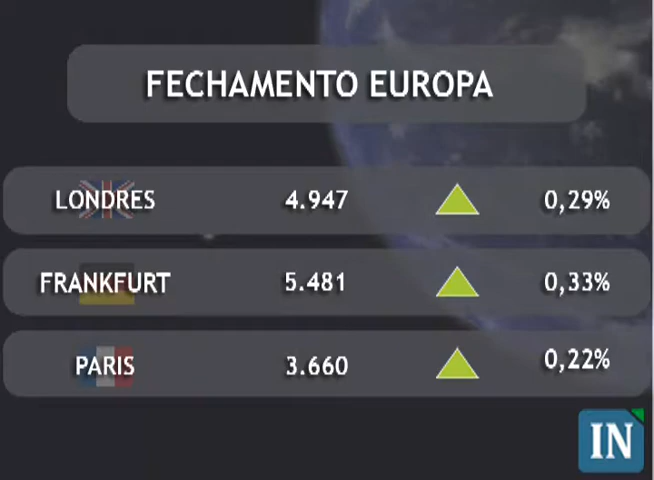 FECHAMENTO EUROPA
LONDRES 4.947 0,29%
FRANKFURT 5.481 0,33%
PARIS 3.660 0,22%
IN